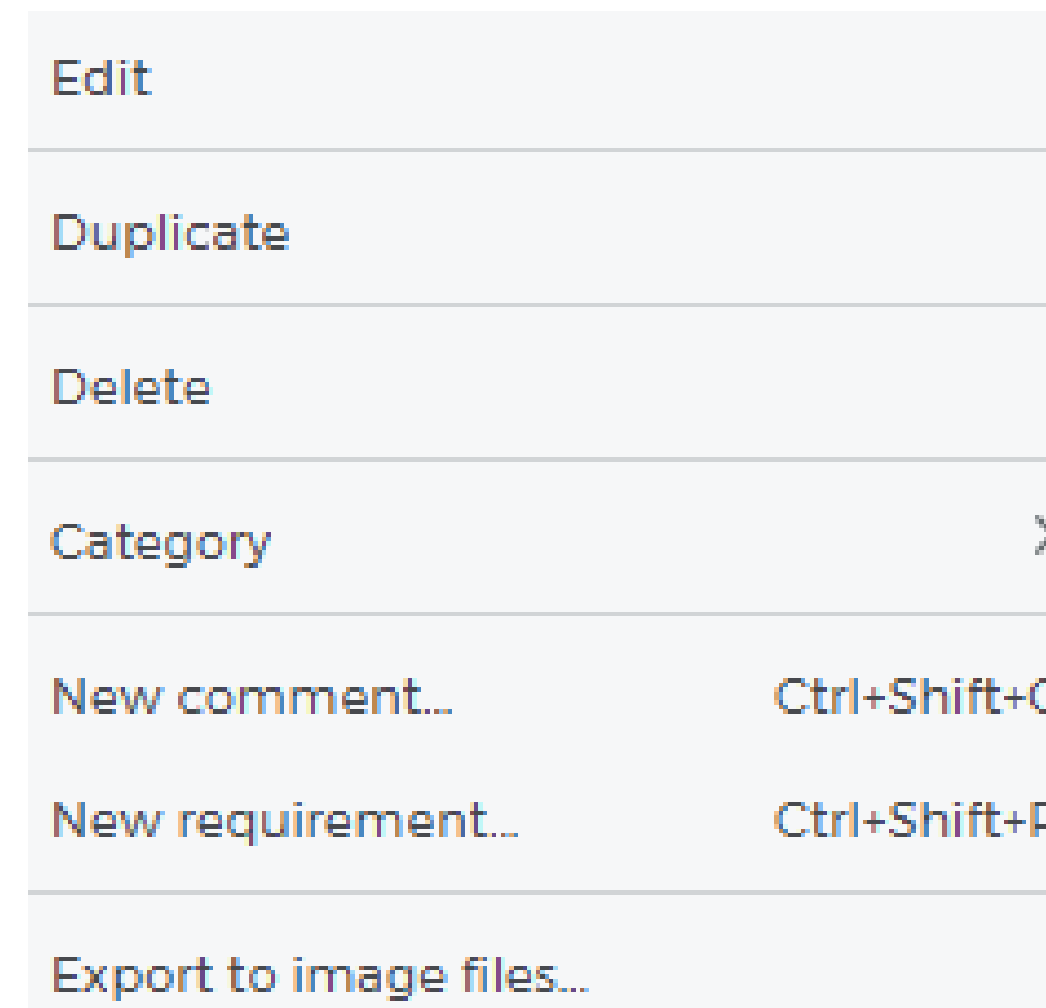 Edit
Duplicate
Delete
Category
New comment...
Ctrl+Shift+
New requirement...
Ctrl+Shift+
Export to image files...